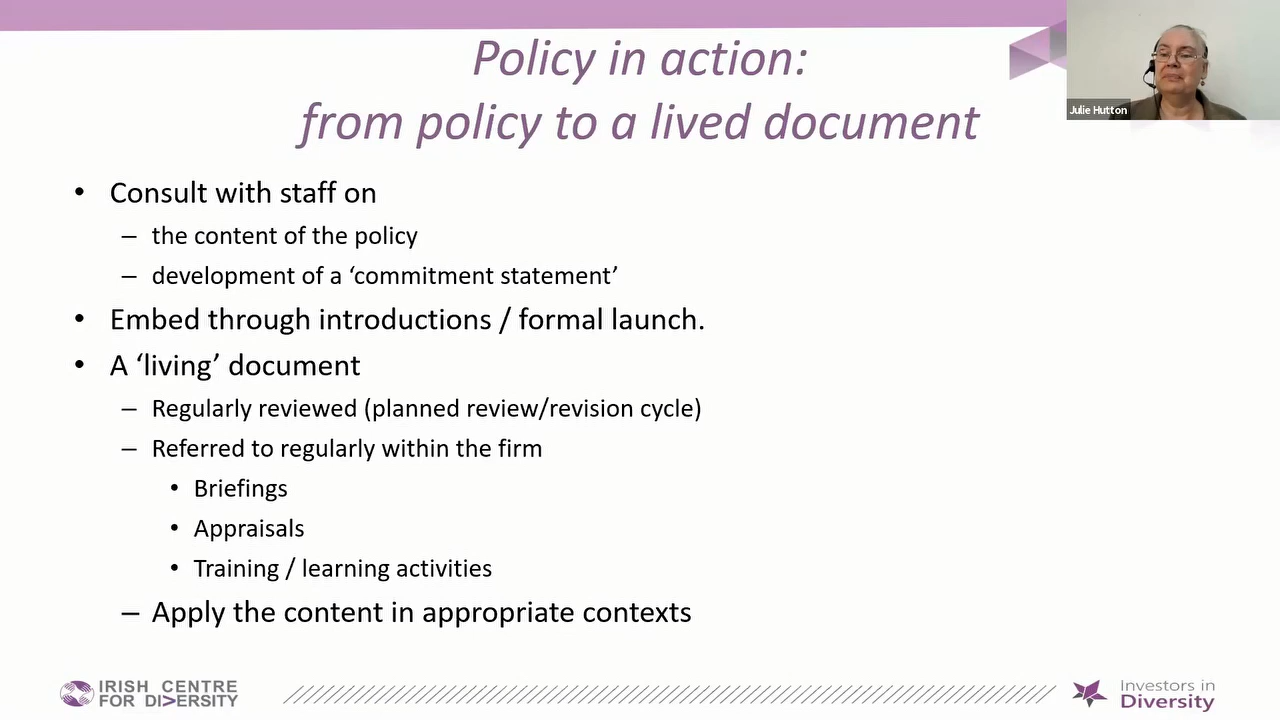 Policy in action:
from policy to a lived document
Julie Hutton
• Consult with staff on
– the content of the policy
– development of a ‘commitment statement’
• Embed through introductions / formal launch.
• A ‘living’ document
– Regularly reviewed (planned review/revision cycle)
– Referred to regularly within the firm
• Briefings
• Appraisals
• Training / learning activities
– Apply the content in appropriate contexts
IRISH CENTRE
FOR DIVERSITY
Investors in
Diversity